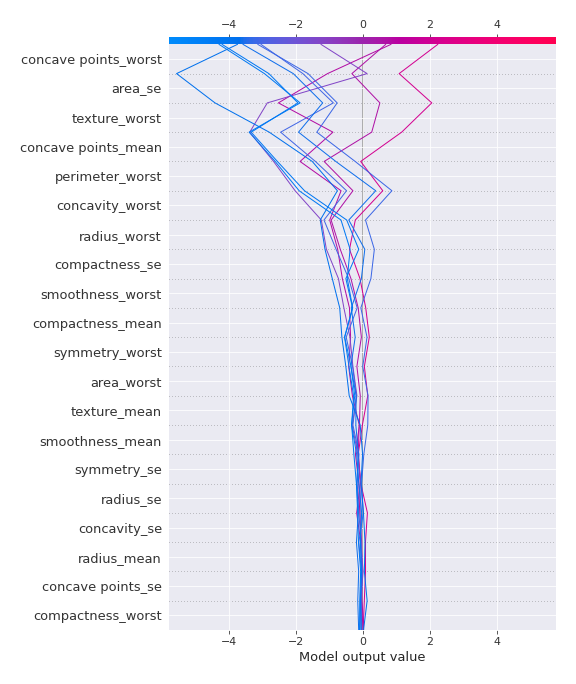 −4 −2 0 2 4
concave points_worst
area_se
texture_worst
concave points_mean
perimeter_worst
concavity_worst
radius_worst
compactness_se
smoothness_worst
compactness_mean
symmetry_worst
area_worst
texture_mean
smoothness_mean
symmetry_se
radius_se
concavity_se
radius_mean
concave points_se
compactness_worst
−4 −2 0 2 4
Model output value